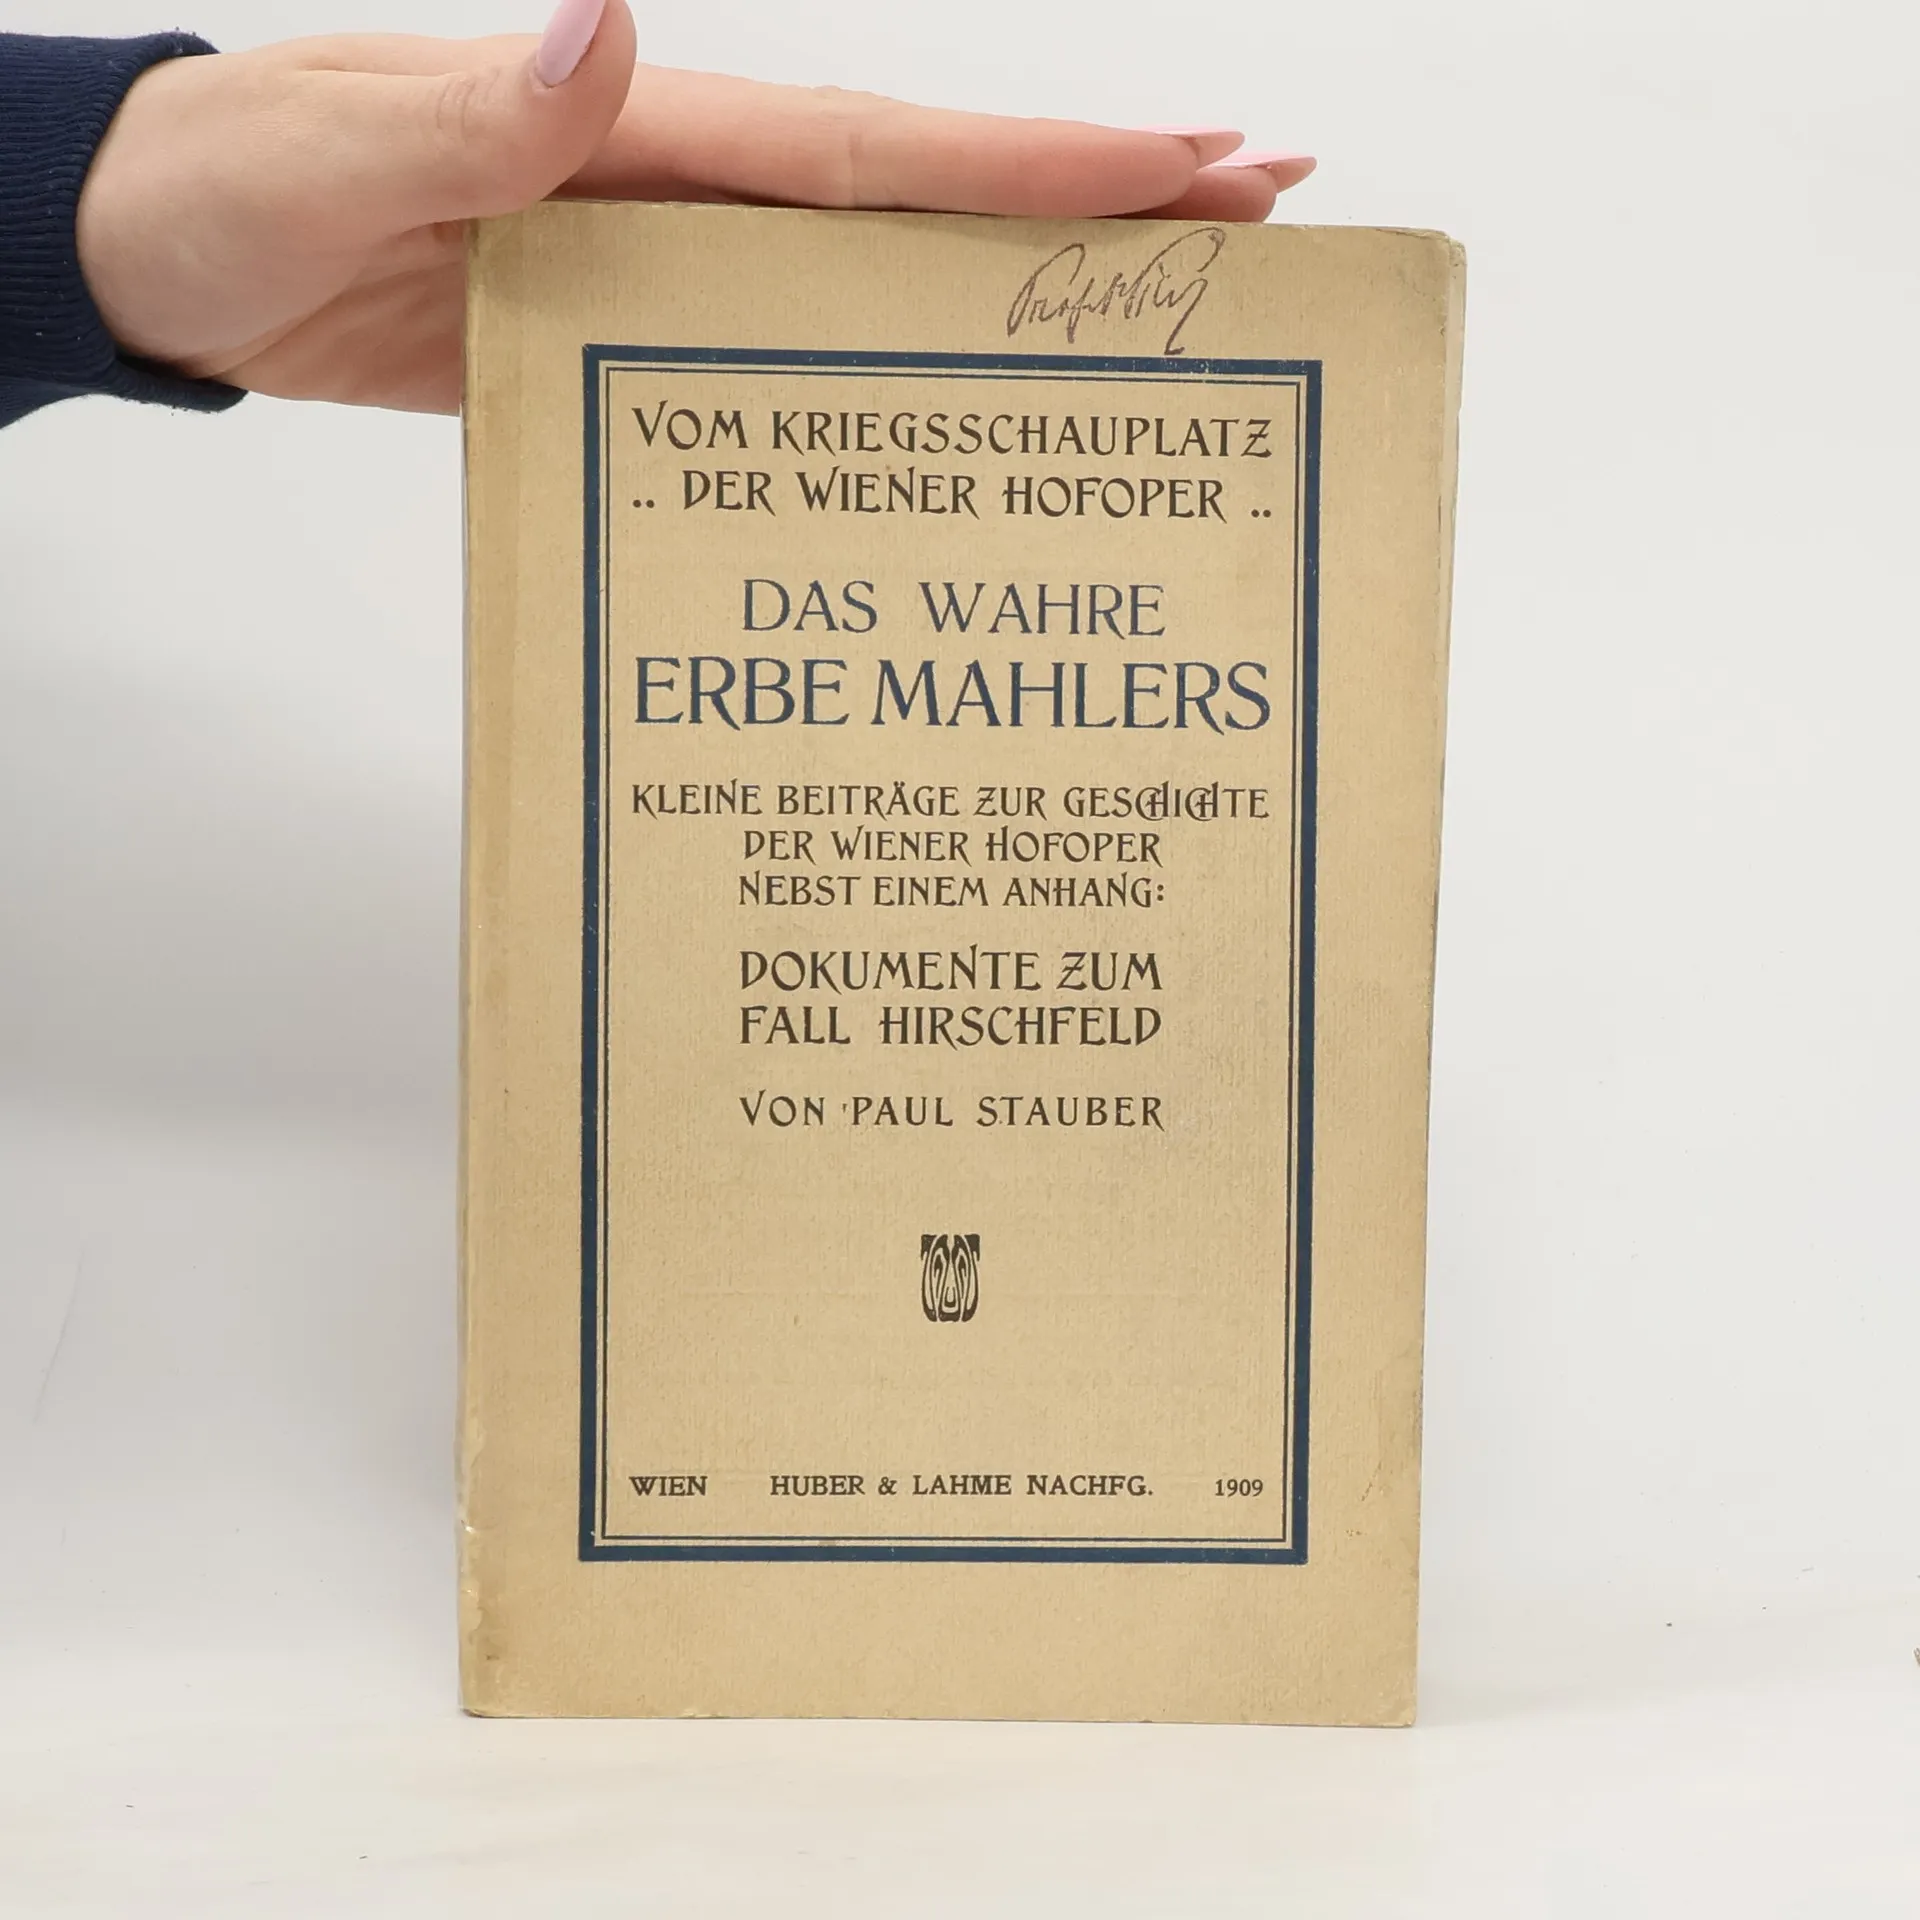 VOM KRIEGSSCHAUPLATZ
.. DER WIENER HOFOPER ..
DAS WAHRE
ERBE MAHLERS
KLEINE BEITRÄGE ZUR GESCHICHTE
DER WIENER HOFOPER
NEBST EINEM ANHANG:
DOKUMENTE ZUM
FALL HIRSCHFELD
VON PAUL STAUBER
WIEN HUBER & LAHME NACHFG. 1909